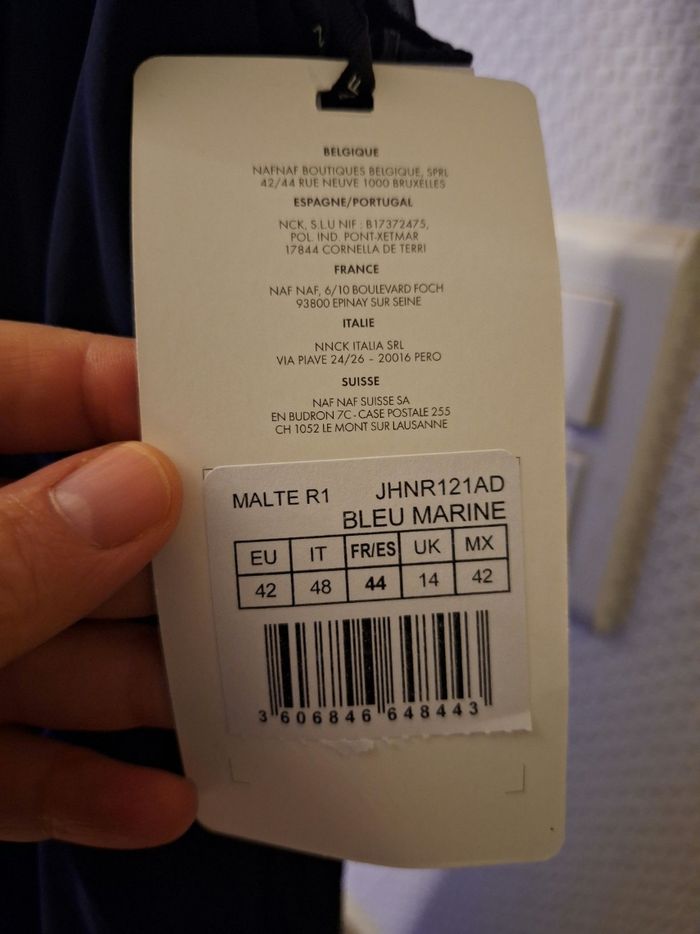 BELGIQUE
NAFNAF BOUTIQUES BELGIQUE, SPRL
42/44 RUE NEUVE 1000 BRUXELLES
ESPAGNE/PORTUGAL
NCK, S.L.U NIF : B17372475,
POL. IND. PONT-XETMAR
17844 CORNELLA DE TERRI
FRANCE
NAF NAF, 6/10 BOULEVARD FOCH
93800 EPINAY SUR SEINE
ITALIE
NNCK ITALIA SRL
VIA PIAVE 24/26 - 20016 PERO
SUISSE
NAF NAF SUISSE SA
EN BUDRON 7C - CASE POSTALE 255
CH 1052 LE MONT SUR LAUSANNE
MALTE R1 JHNR121AD
BLEU MARINE
EU IT FR/ES UK MX
42 48 44 14 42
3 606846 648443